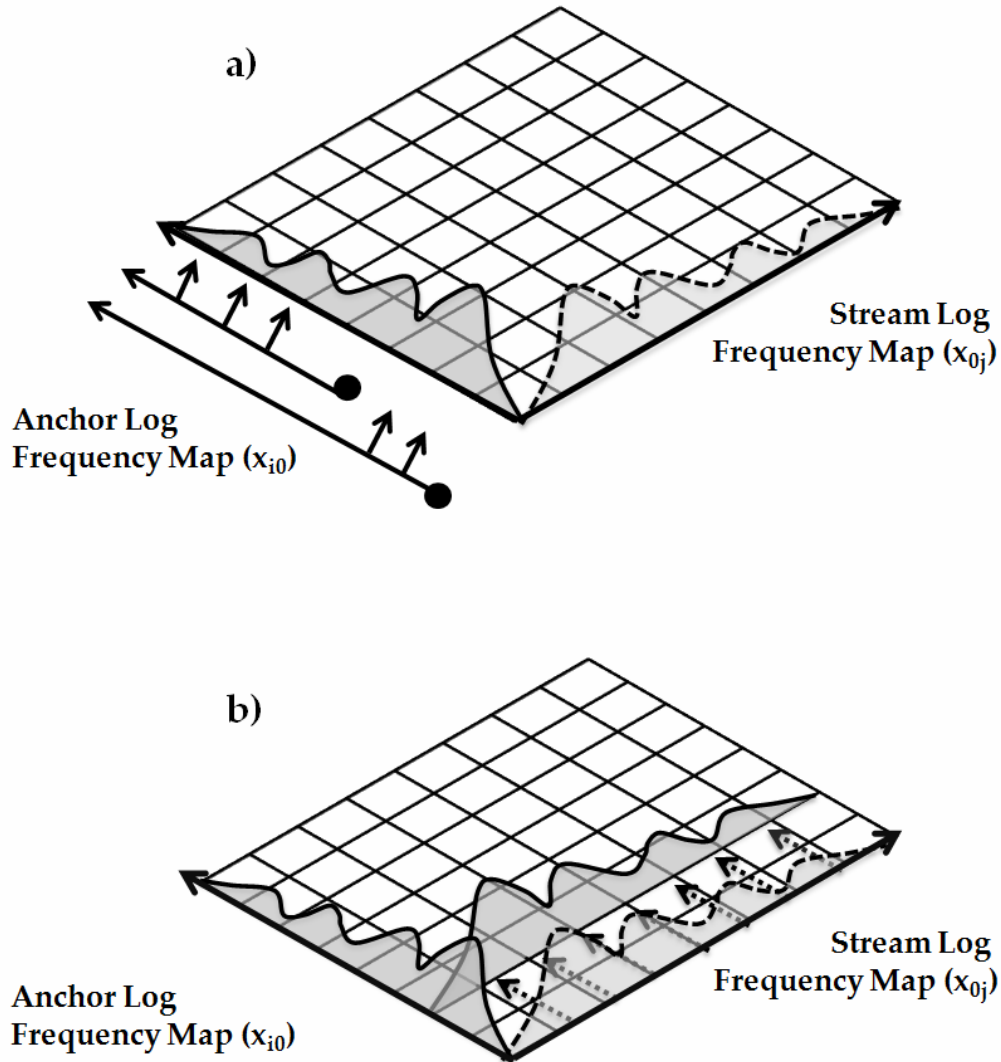 a)
Stream Log
Frequency Map (x₀ⱼ)
Anchor Log
Frequency Map (xᵢ₀)
b)
Stream Log
Frequency Map (x₀ⱼ)
Anchor Log
Frequency Map (xᵢ₀)